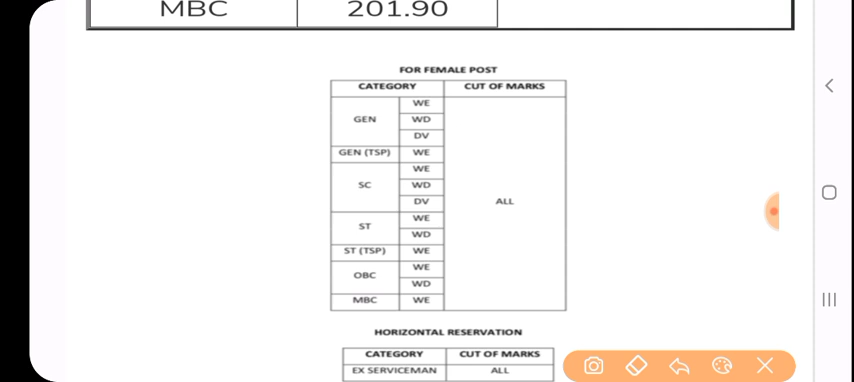 MBC 201.90
FOR FEMALE POST
CATEGORY CUT OF MARKS
GEN WE
WD
DV
GEN (TSP) WE
SC WE
WD
DV
ALL
ST WE
WD
ST (TSP) WE
OBC WE
WD
MBC WE
HORIZONTAL RESERVATION
CATEGORY CUT OF MARKS
EX SERVICEMAN ALL